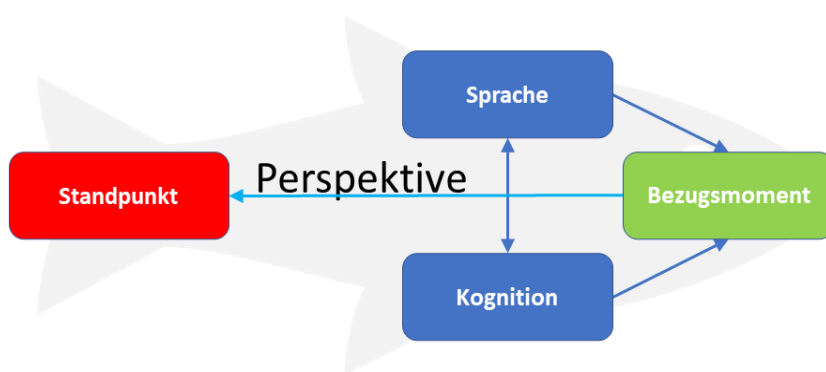 Sprache
Perspektive
Standpunkt
Bezugsmoment
Kognition